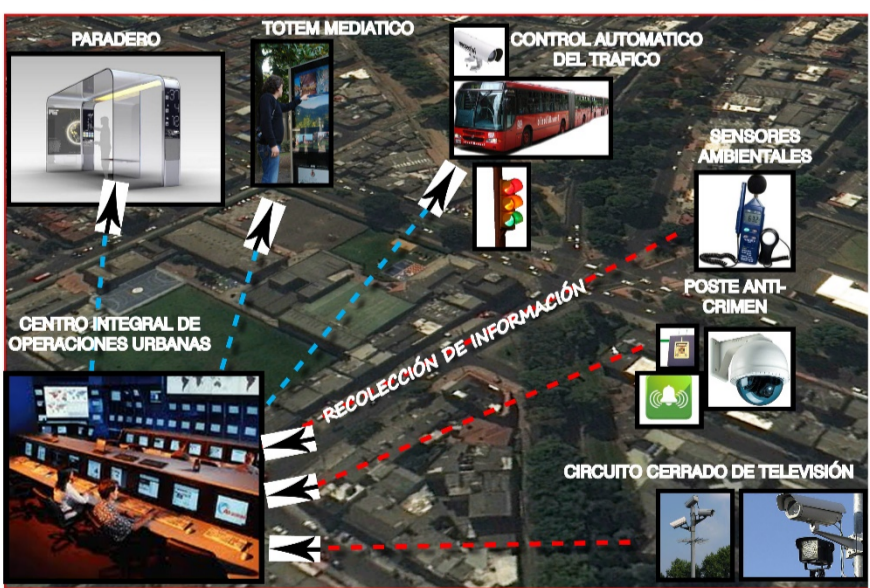 PARADERO
TOTEM MEDIATICO
CONTROL AUTOMATICO
DEL TRAFICO
SENSORES
AMBIENTALES
POSTE ANTI-
CRIMEN
CENTRO INTEGRAL DE
OPERACIONES URBANAS
RECOLECCIÓN DE INFORMACIÓN
CIRCUITO CERRADO DE TELEVISIÓN